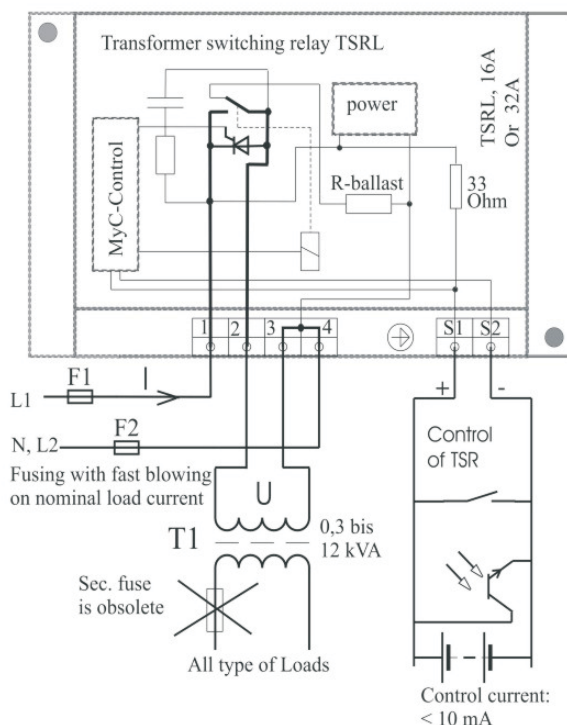 Transformer switching relay TSRL
TSRL, 16A
Or 32A
power
MyC-Control
R-ballast
33
Ohm
1 2 3 4 S1 S2
F1 I
L1
+ -
N, L2 F2
Control
of TSR
Fusing with fast blowing
on nominal load current
U
T1
0,3 bis
12 kVA
Sec. fuse
is obsolete
All type of Loads
Control current:
< 10 mA